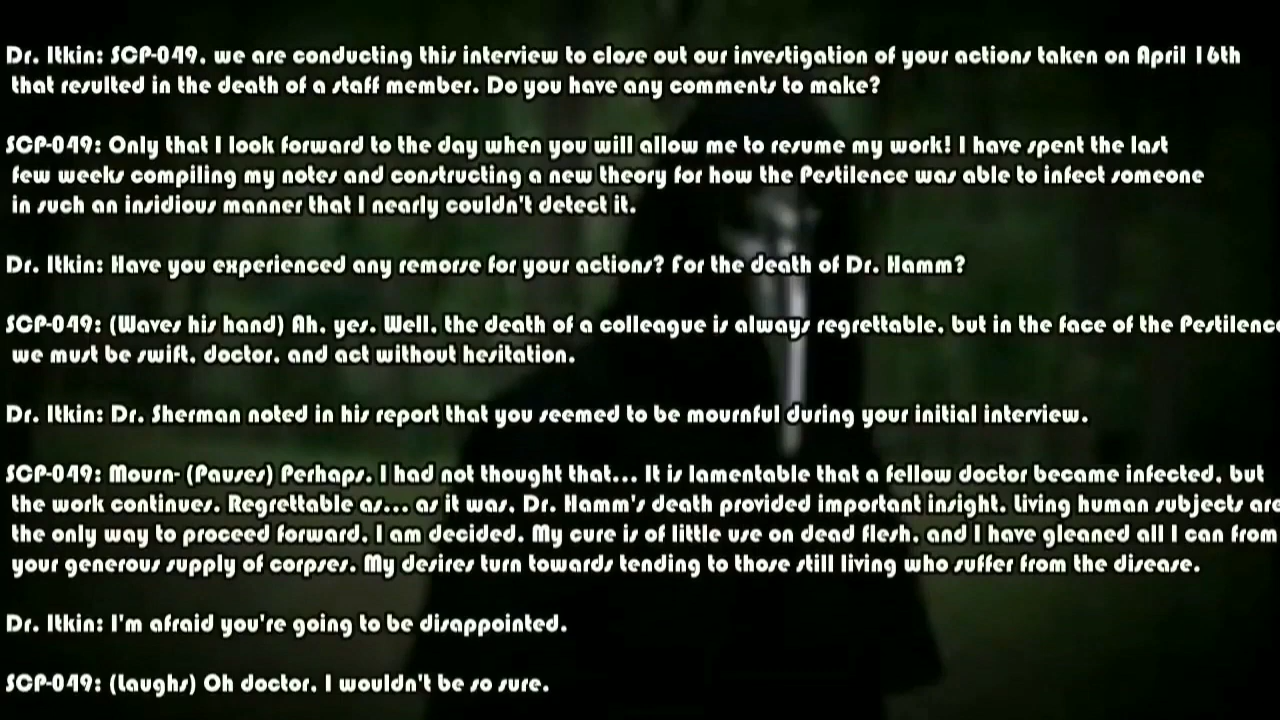 Dr. Itkin: SCP-049, we are conducting this interview to close out our investigation of your actions taken on April 16th
that resulted in the death of a staff member. Do you have any comments to make?
SCP-049: Only that I look forward to the day when you will allow me to resume my work! I have spent the last
few weeks compiling my notes and constructing a new theory for how the Pestilence was able to infect someone
in such an insidious manner that I nearly couldn't detect it.
Dr. Itkin: Have you experienced any remorse for your actions? For the death of Dr. Hamm?
SCP-049: (Waves his hand) Ah, yes. Well, the death of a colleague is always regrettable, but in the face of the Pestilence
we must be swift, doctor, and act without hesitation.
Dr. Itkin: Dr. Sherman noted in his report that you seemed to be mournful during your initial interview.
SCP-049: Mourn- (Pauses) Perhaps. I had not thought that... It is lamentable that a fellow doctor became infected, but
the work continues. Regrettable as... as it was, Dr. Hamm's death provided important insight. Living human subjects are
the only way to proceed forward, I am decided. My cure is of little use on dead flesh, and I have gleaned all I can from
your generous supply of corpses. My desires turn towards tending to those still living who suffer from the disease.
Dr. Itkin: I'm afraid you're going to be disappointed.
SCP-049: (Laughs) Oh doctor, I wouldn't be so sure.